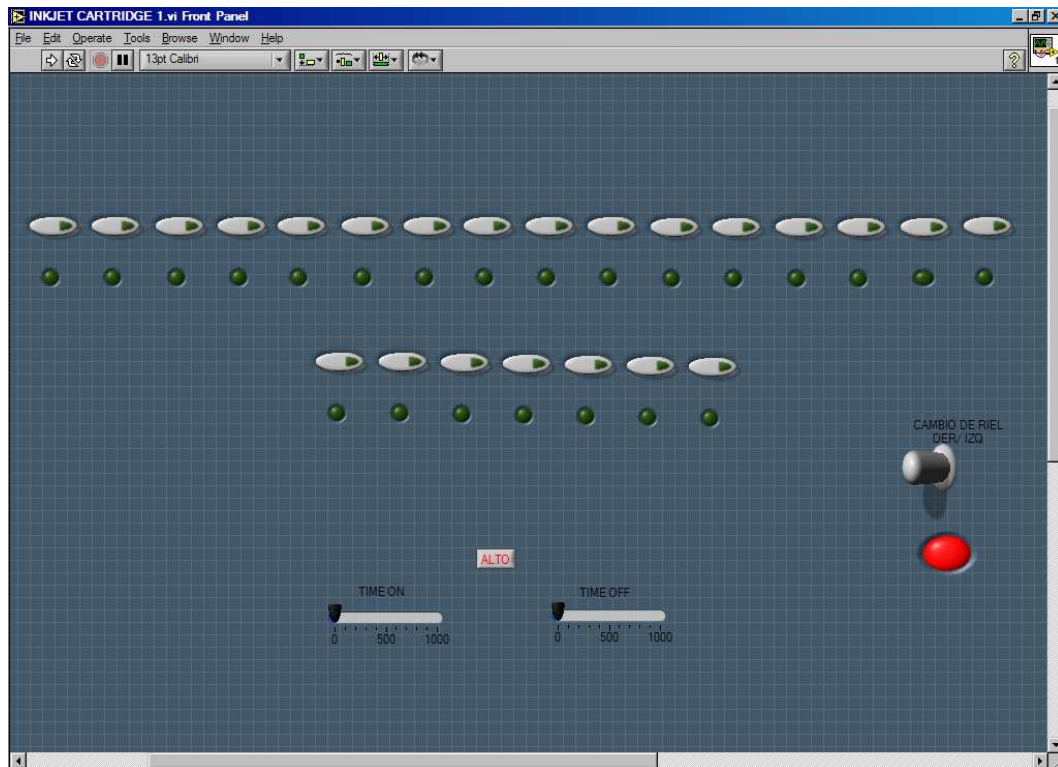 INKJET CARTRIDGE 1.vi Front Panel
File Edit Operate Tools Browse Window Help
13pt Calibri
?
CAMBIO DE RIEL
DER/ IZQ
ALTO
TIME ON
TIME OFF
0 500 1000
0 500 1000